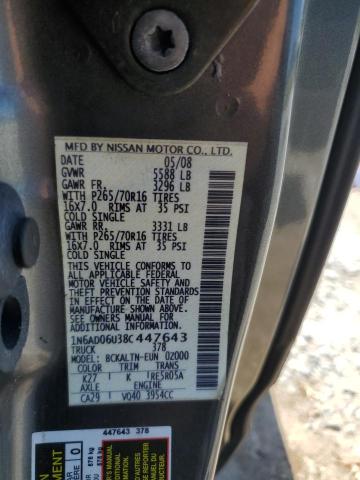 MFD BY NISSAN MOTOR CO., LTD.
DATE 05/08
GVWR 5588 LB
GAWR FR. 3296 LB
WITH P265/70R16 TIRES
16X7.0 RIMS AT 35 PSI
COLD SINGLE
GAWR RR. 3331 LB
WITH P265/70R16 TIRES
16X7.0 RIMS AT 35 PSI
COLD SINGLE
THIS VEHICLE CONFORMS TO
ALL APPLICABLE FEDERAL
MOTOR VEHICLE SAFETY AND
THEFT PREVENTION
STANDARDS IN EFFECT ON THE
DATE OF MANUFACTURE
SHOWN ABOVE.
SEE OWNERS MANUAL FOR
ADDITIONAL INFORMATION.
1N6AD06U38C447643
TRUCK 378
MODEL: BCKALTN-EUN 02000
COLOR TRIM TRANS
K27 K RE5R05A
AXLE ENGINE
CA29 VQ40 3954CC
447643 378